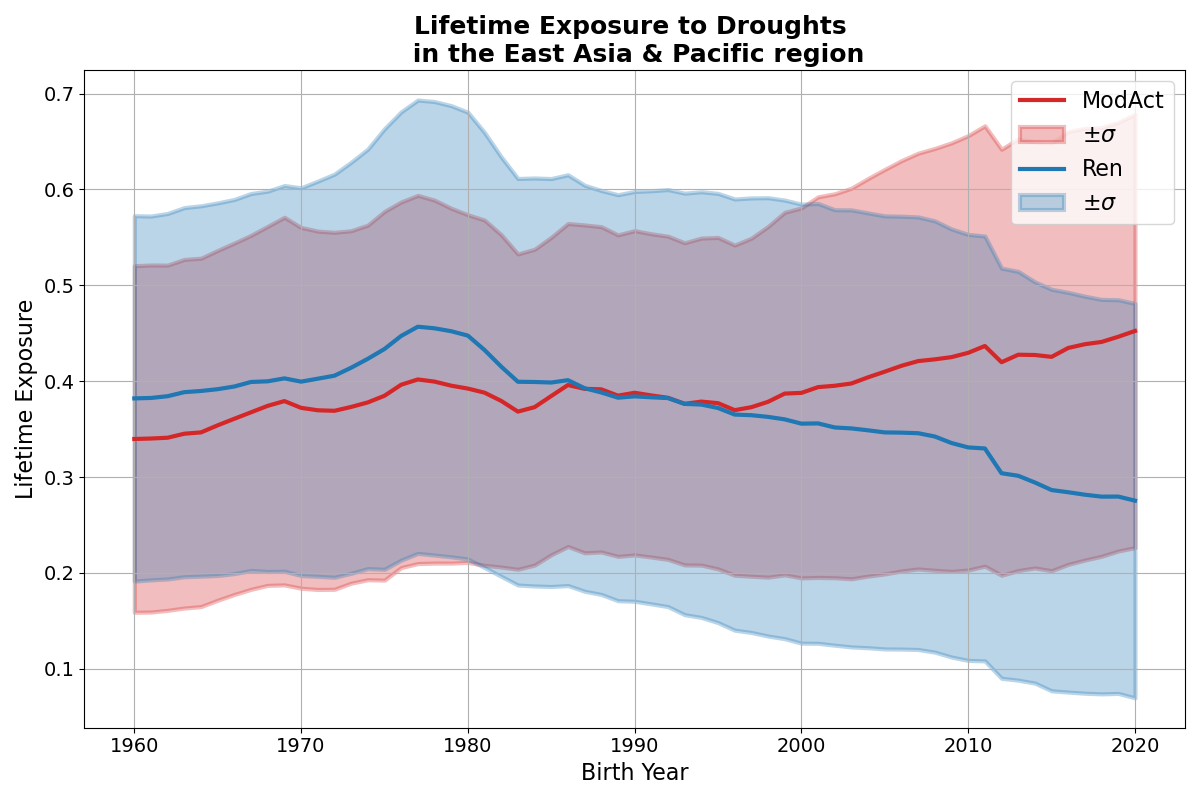 Lifetime Exposure to Droughts
in the East Asia & Pacific region
Lifetime Exposure
0.7
0.6
0.5
0.4
0.3
0.2
0.1
ModAct
±σ
Ren
±σ
1960
1970
1980
1990
2000
2010
2020
Birth Year